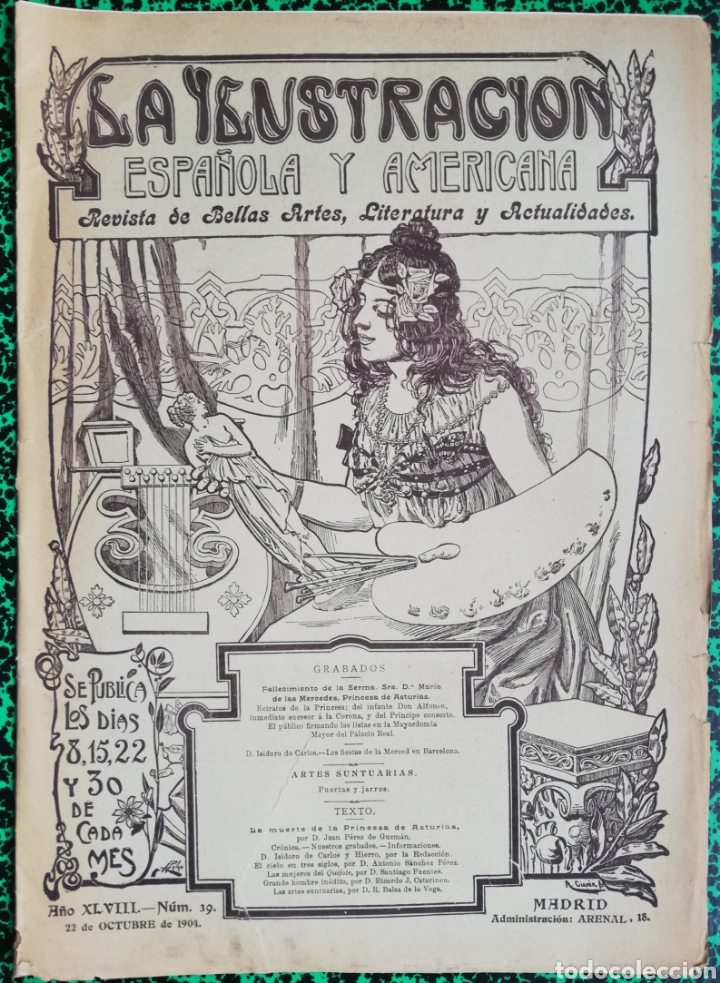 LA ILUSTRACION
ESPAÑOLA Y AMERICANA
Revista de Bellas Artes, Literatura y Actualidades.
SE PUBLICA
LOS DÍAS
8, 15, 22
Y 30
DE
CADA
MES
GRABADOS
Fallecimiento de la Serma. Sra. D.ª María
de las Mercedes, Princesa de Asturias.
Retratos de la Princesa; del infante Don Alfonso,
inmediato sucesor á la Corona, y del Príncipe consorte.
El público firmando las listas en la Mayordomía
Mayor del Palacio Real.
D. Isidoro de Carlos.—Las fiestas de la Merced en Barcelona.
ARTES SUNTUARIAS.
Puertas y jarros.
TEXTO.
La muerte de la Princesa de Asturias,
por D. Juan Pérez de Guzmán.
Crónica.—Nuestros grabados.—Informaciones.
D. Isidoro de Carlos y Hierro, por la Redacción.
El cielo en tres siglos, por D. Antonio Sánchez Pérez.
Las mujeres del Quijote, por D. Santiago Fuentes.
Grande hombre inédito, por D. Ricardo J. Catarineu.
Las artes suntuarias, por D. R. Balsa de la Vega.
Año XLVIII.—Núm. 39.
22 de OCTUBRE de 1904.
MADRID
Administración: ARENAL, 18.
todocoleccion